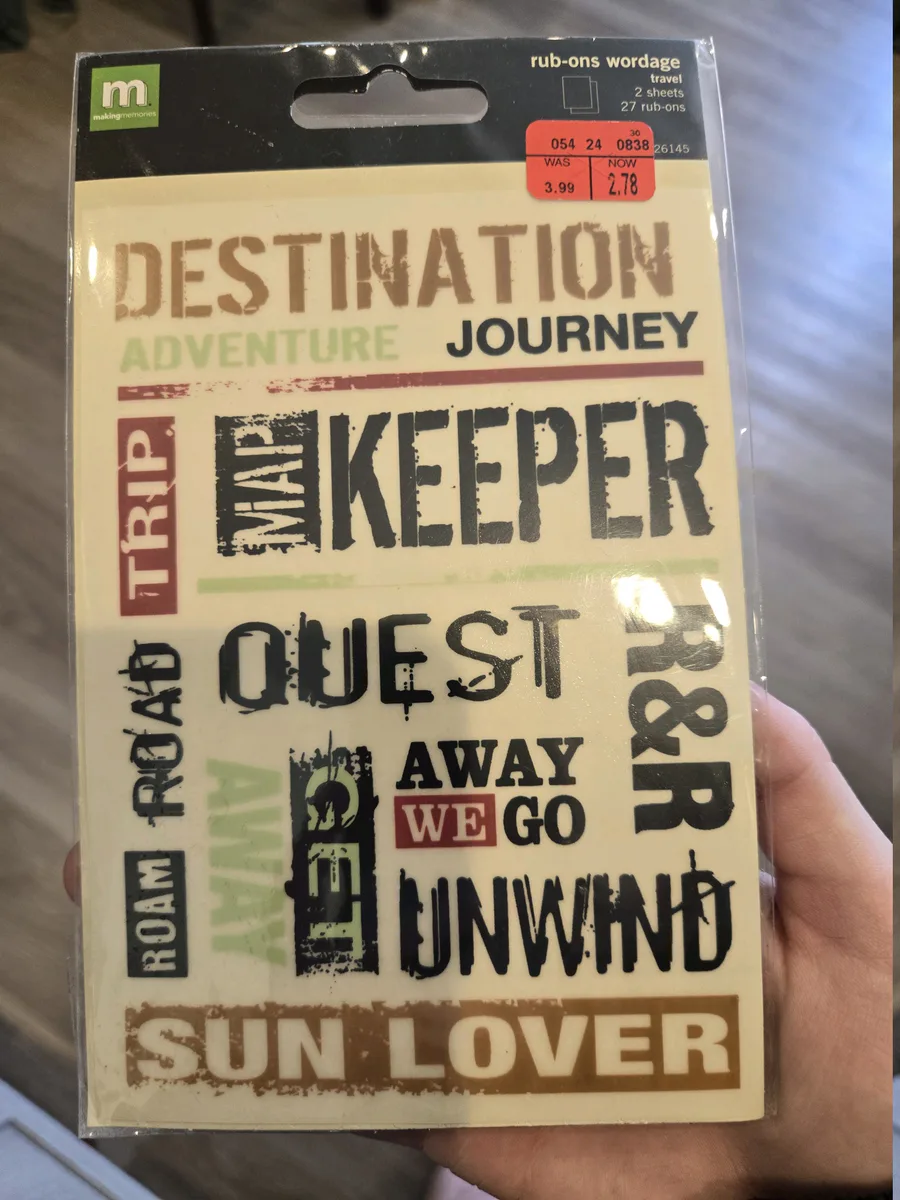 m
makingmemories
rub-ons wordage
travel
2 sheets
27 rub-ons
30
054 24 0838
26145
WAS
NOW
3.99
2.78
DESTINATION
ADVENTURE
JOURNEY
TRIP
MAP
KEEPER
QUEST
R&R
ROAD
AWAY
GET
AWAY
WE GO
ROAM
UNWIND
SUN LOVER